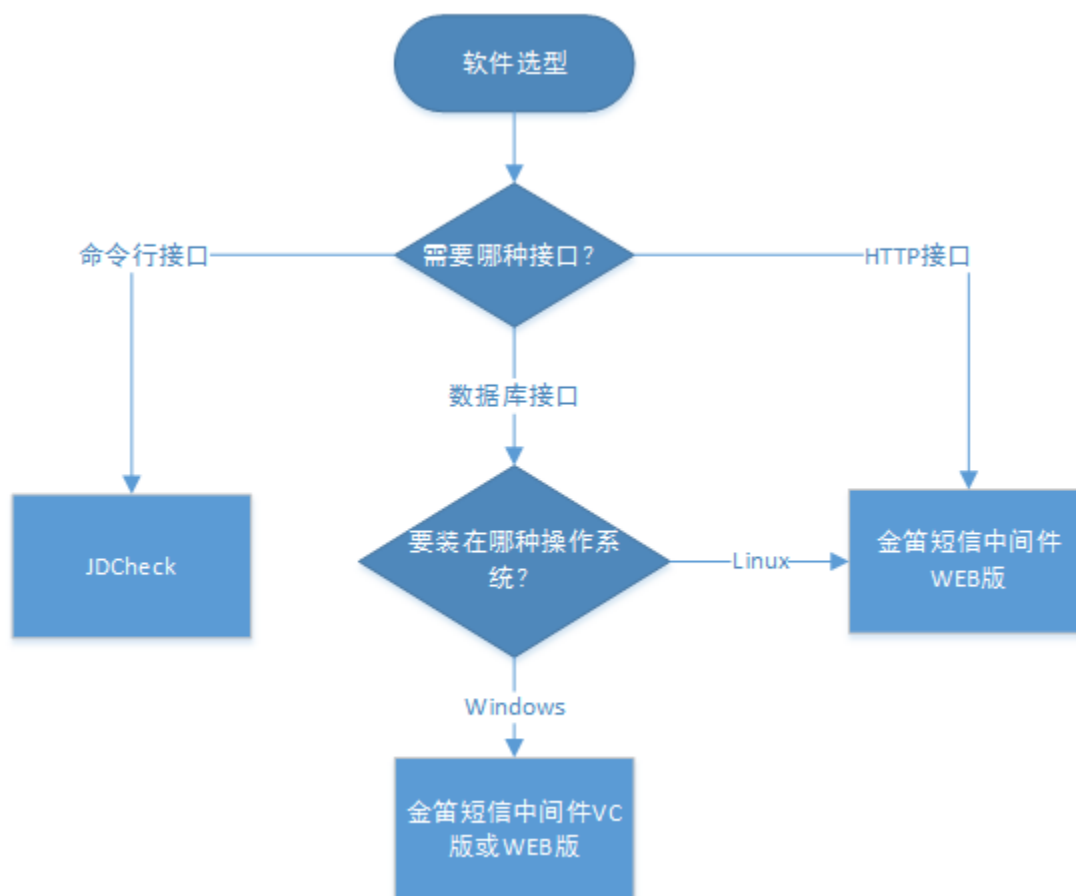 软件选型
命令行接口
需要哪种接口?
HTTP接口
数据库接口
要装在哪种操作系
统?
Linux
金笛短信中间件
WEB版
JDCheck
Windows
金笛短信中间件VC
版或WEB版